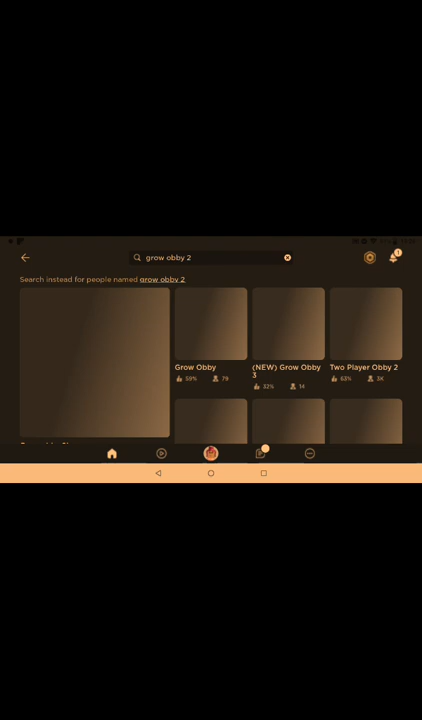 grow obby 2
Search instead for people named grow obby 2
Grow Obby
59% 79
(NEW) Grow Obby
3
32% 14
Two Player Obby 2
63% 3K
1